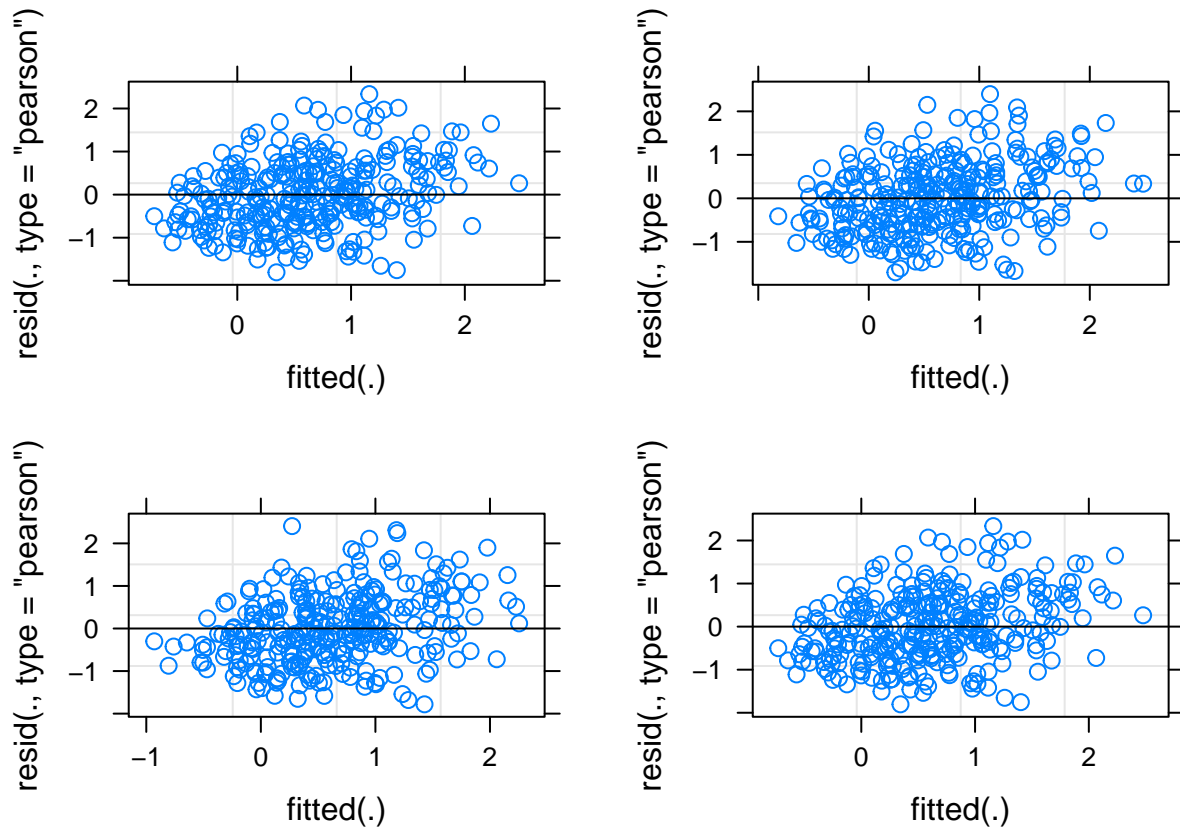 resid(., type = "pearson")
2
1
0
−1
0 1 2
fitted(.)
resid(., type = "pearson")
2
1
0
−1
0 1 2
fitted(.)
resid(., type = "pearson")
2
1
0
−1
−1 0 1 2
fitted(.)
resid(., type = "pearson")
2
1
0
−1
0 1 2
fitted(.)